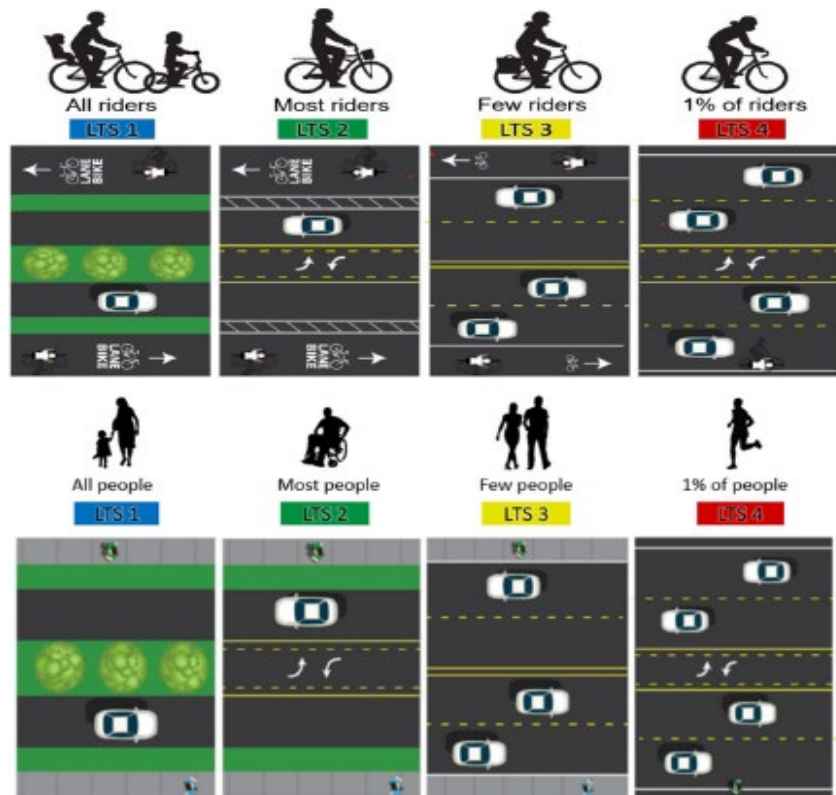 All riders
Most riders
Few riders
1% of riders
LTS 1
LTS 2
LTS 3
LTS 4
LANE
BIKE
LANE
BIKE
LANE
BIKE
LANE
BIKE
All people
Most people
Few people
1% of people
LTS 1
LTS 2
LTS 3
LTS 4